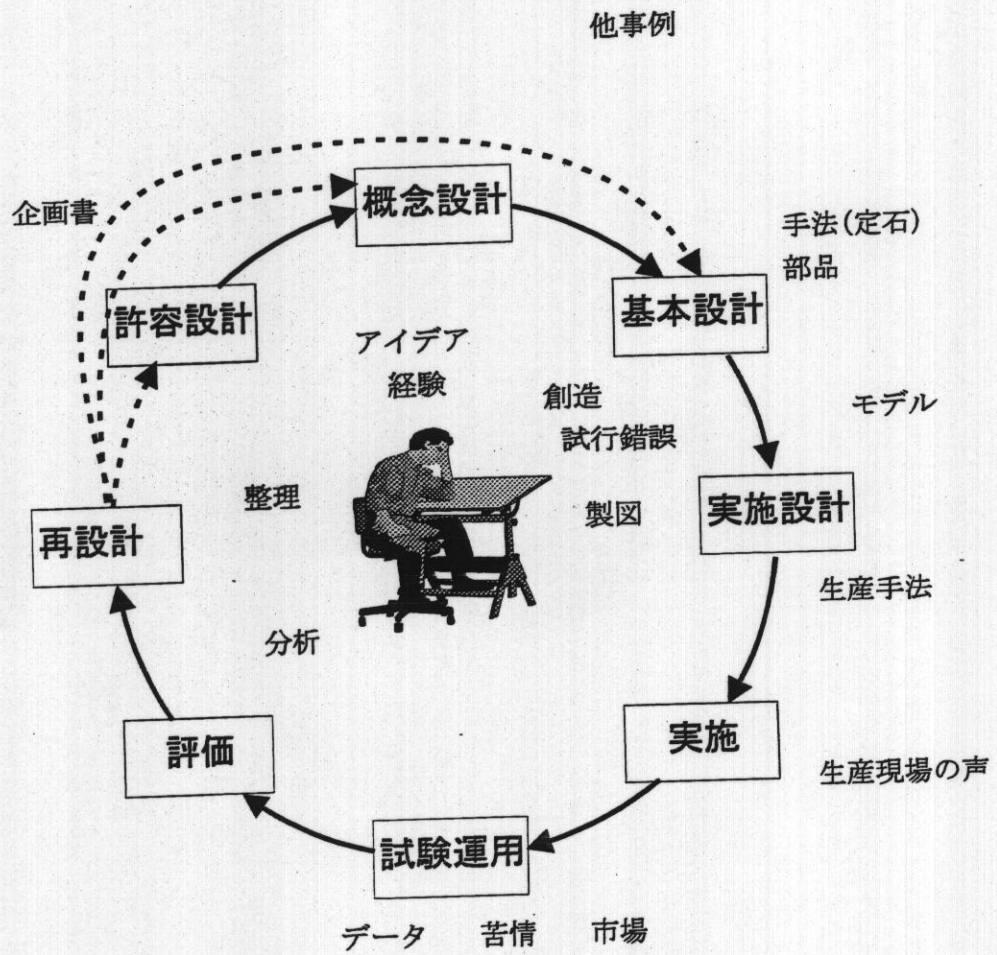 他事例
企画書
概念設計
手法(定石)
部品
許容設計
基本設計
アイデア
経験
創造
試行錯誤
モデル
整理
製図
実施設計
再設計
生産手法
分析
評価
実施
生産現場の声
試験運用
データ 苦情 市場